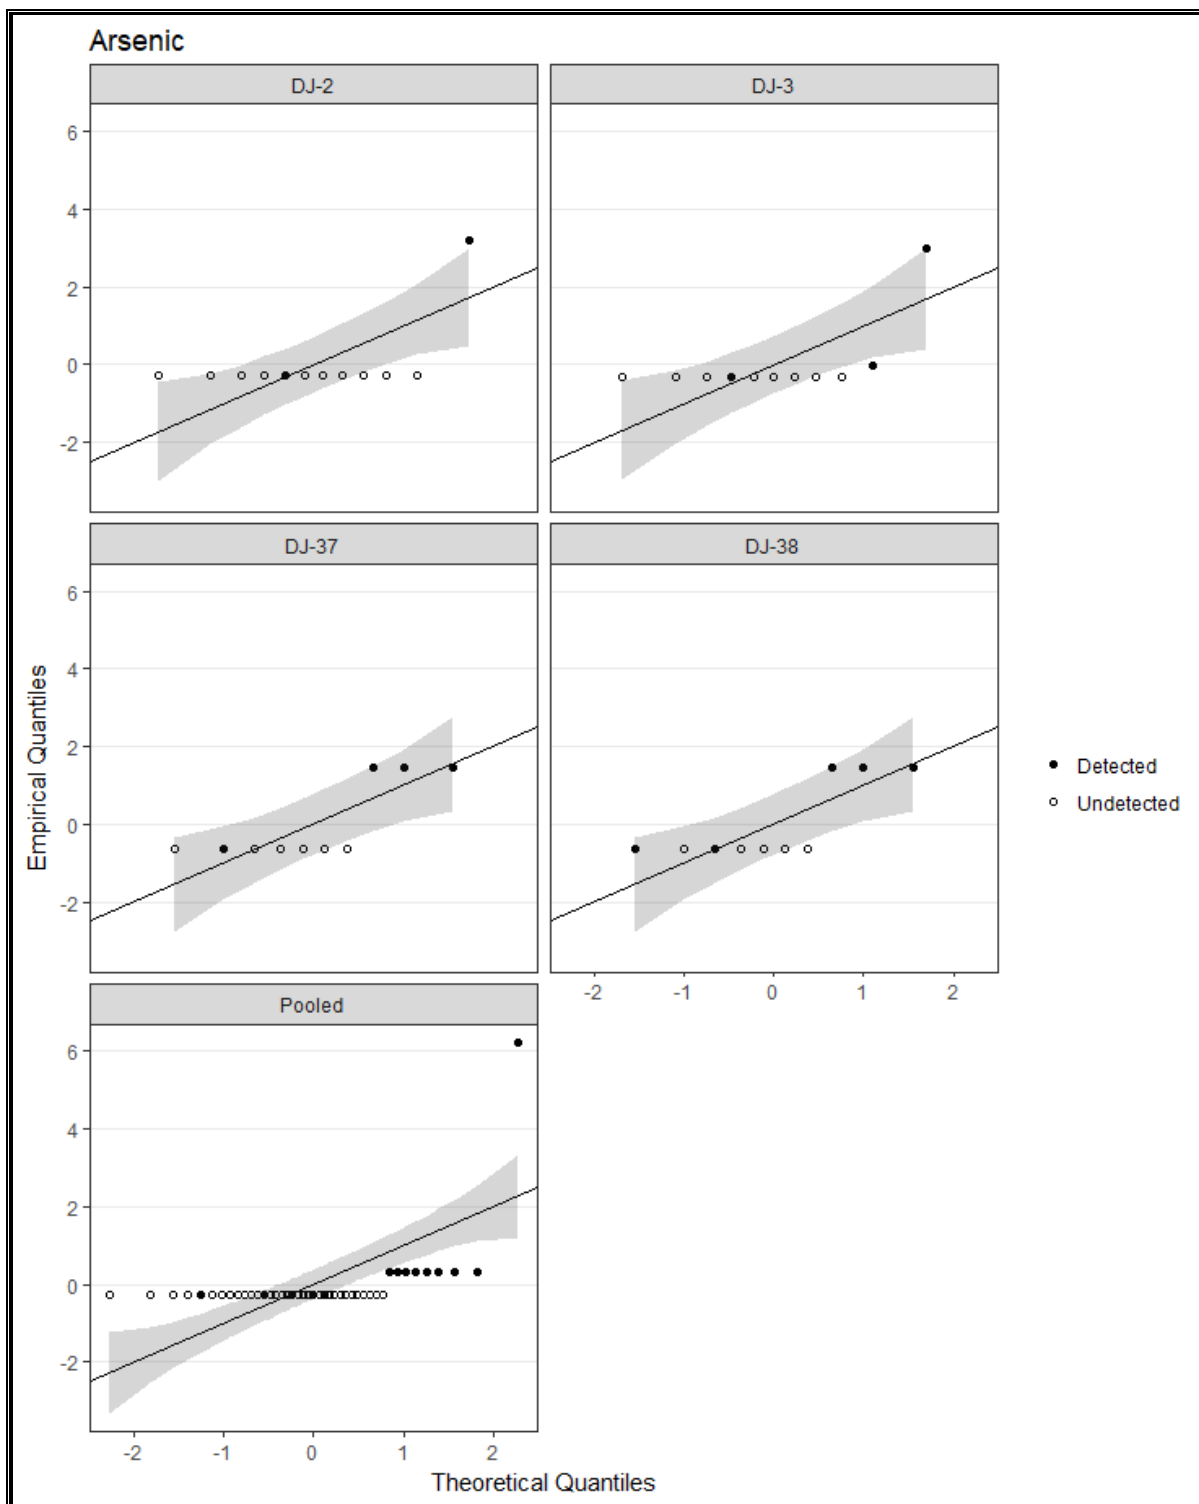 Arsenic
DJ-2
DJ-3
6
4
2
0
-2
DJ-37
DJ-38
6
4
2
0
-2
-2 -1 0 1 2
Pooled
6
4
2
0
-2
-2 -1 0 1 2
Theoretical Quantiles
Empirical Quantiles
Detected
Undetected